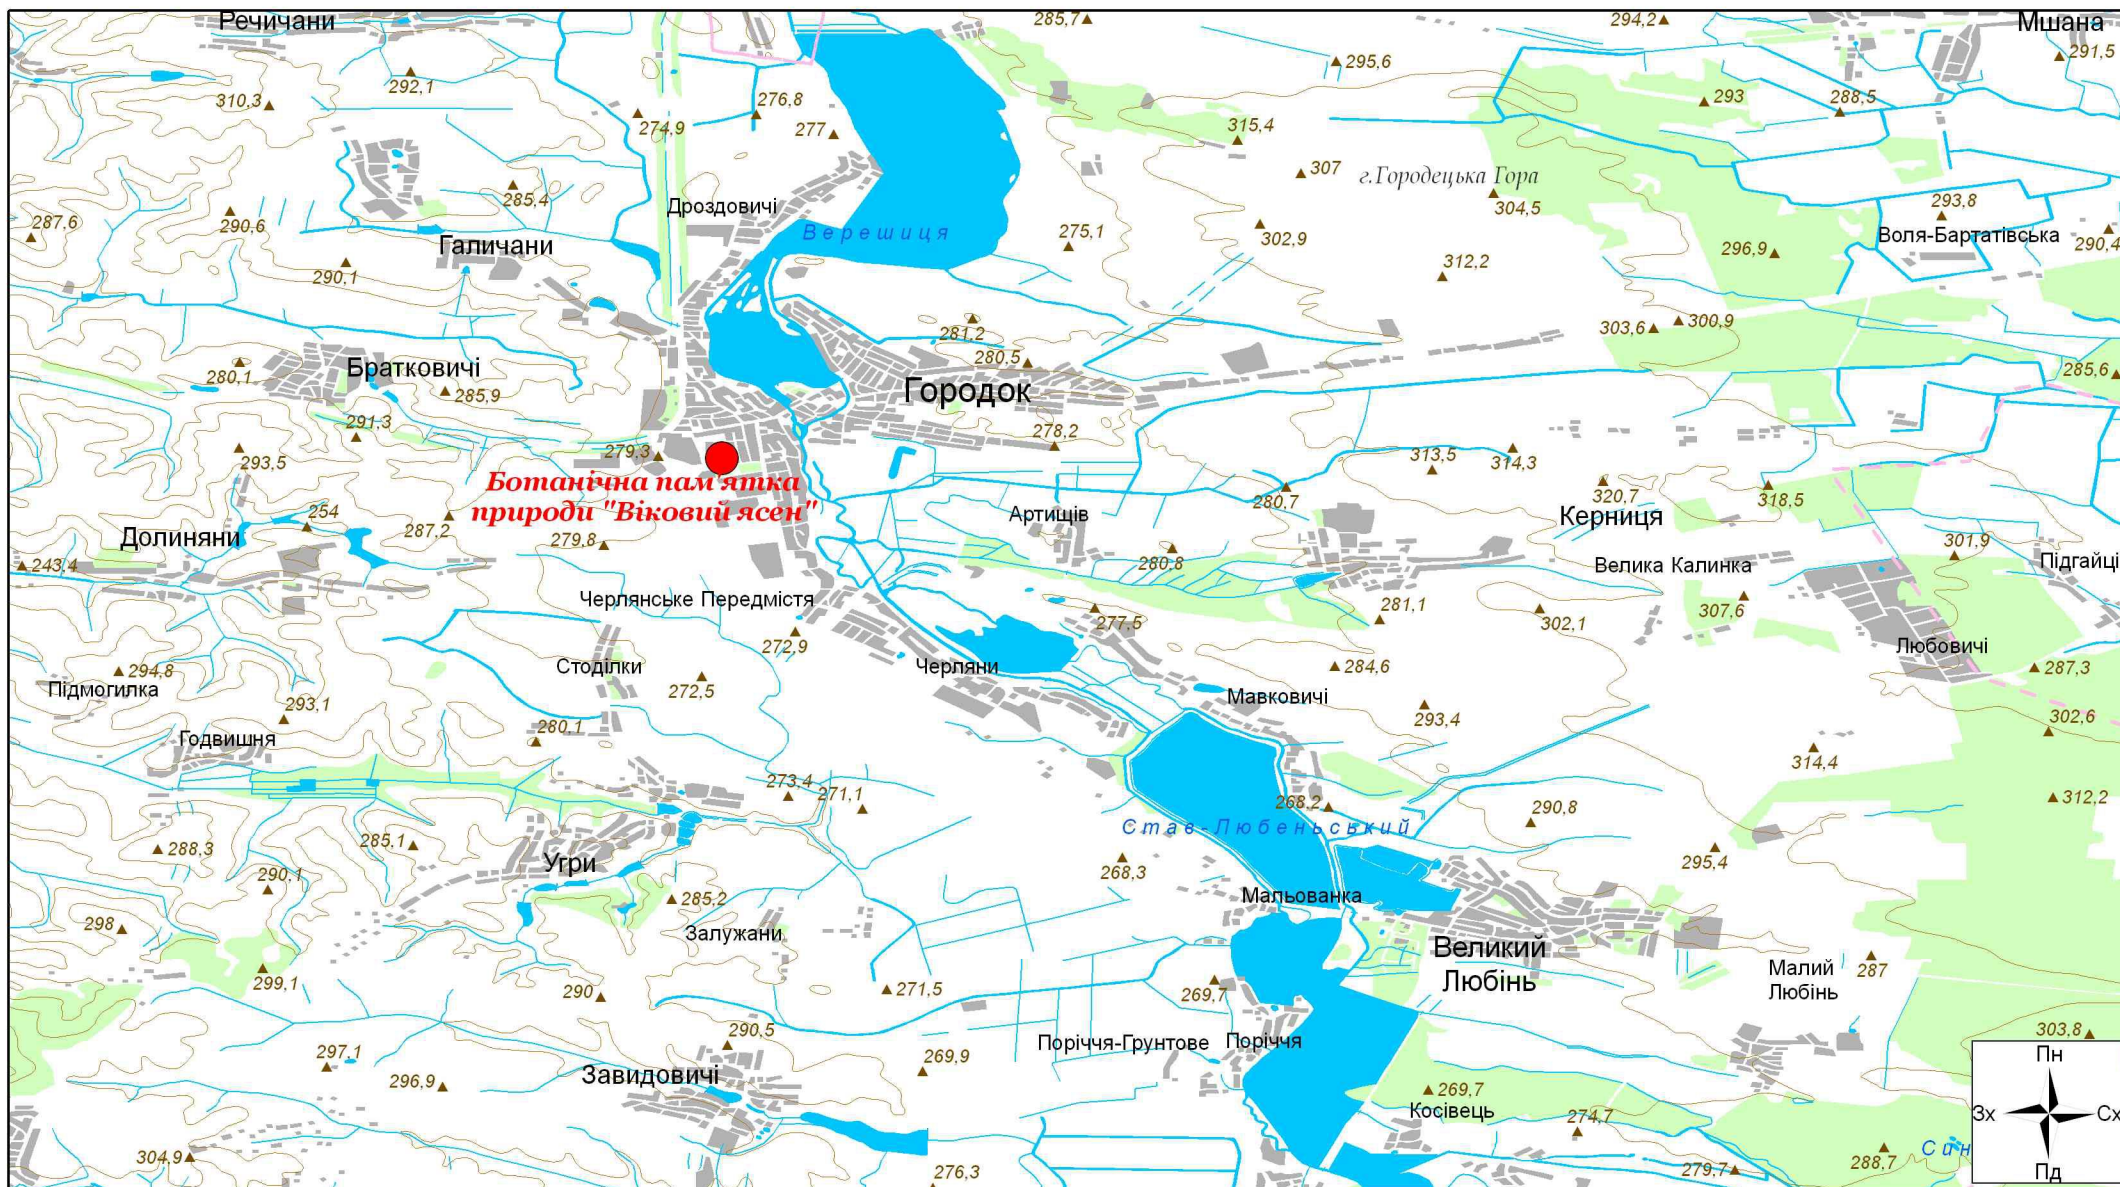 Речичани
285,7
294,2
Мшана
291,5
295,6
292,1
310,3
276,8
274,9
277
293
288,5
315,4
307
г.Городецька Гора
304,5
285,4
Дроздовичі
287,6
290,6
Верешиця
275,1
302,9
293,8
Воля-Бартатівська
290,4
Галичани
290,1
296,9
312,2
281,2
303,6
300,9
280,5
280,1
Братковичі
285,9
Городок
285,6
291,3
278,2
293,5
279,3
313,5
314,3
Ботанічна пам'ятка
природи "Віковий ясен"
280,7
320,7
318,5
254
287,2
Артищів
Керниця
Долиняни
279,8
243,4
280,8
301,9
Підгайці
Велика Калинка
Черлянське Передмістя
277,5
281,1
302,1
307,6
272,9
Любовичі
Стоділки
Черляни
284,6
287,3
294,8
Підмогилка
272,5
Мавковичі
293,1
293,4
302,6
Годвишня
280,1
314,4
273,4
271,1
268,2
290,8
312,2
Став-Любеньський
285,1
288,3
Угри
268,3
295,4
290,1
285,2
Мальованка
298
Залужани
Великий
Любінь
287
Малий
Любінь
299,1
290
271,5
269,7
290,5
Поріччя-Грунтове
Поріччя
303,8
297,1
Завидовичі
269,9
296,9
269,7
Косівець
274,7
Пн
Зх
Сх
Пд
304,9
276,3
279,7
288,7
Син